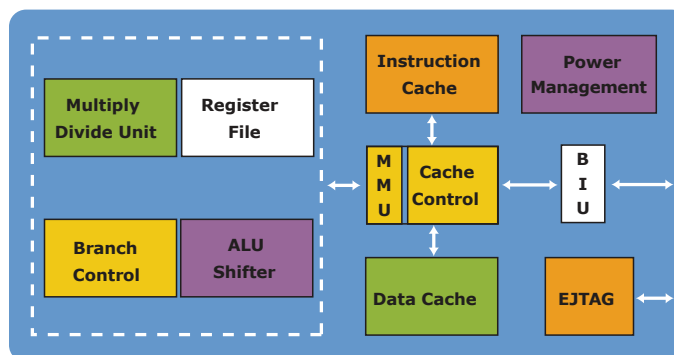 Multiply
Divide Unit
Register
File
Branch
Control
ALU
Shifter
Instruction
Cache
M
M
U
Cache
Control
Data Cache
Power
Management
B
I
U
EJTAG